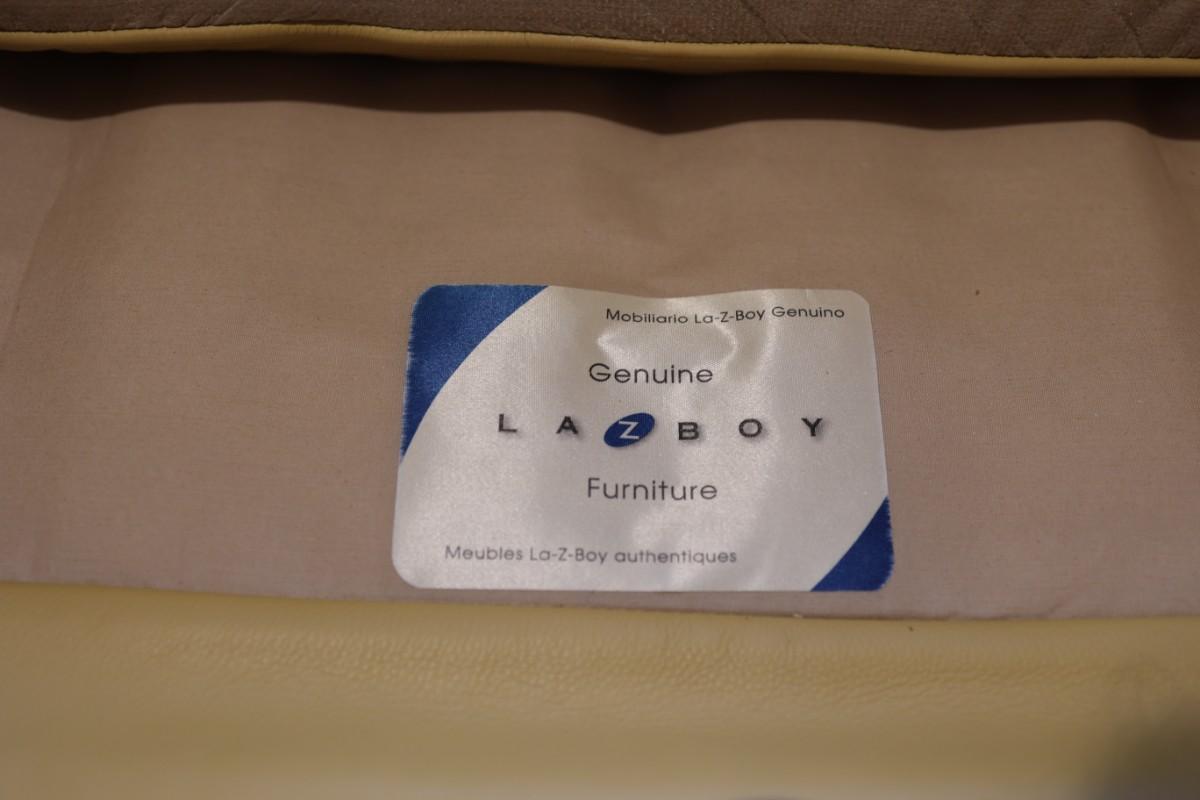 Mobiliario La-Z-Boy Genuino
Genuine
LAZBOY
Furniture
Meubles La-Z-Boy authentiques